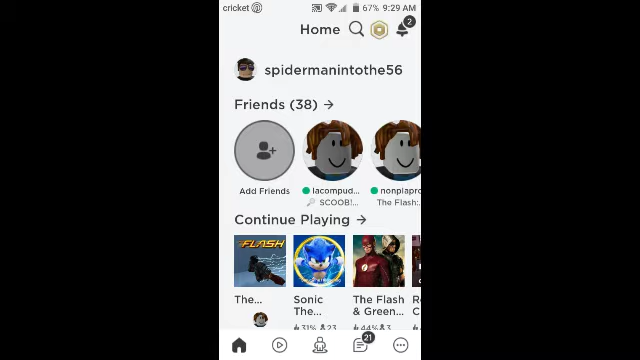 cricket 67% 9:29 AM
Home 2
spidermanintothe56
Friends (38) →
Add Friends
lacompud... nonplapro
SCOOB!... The Flash:
Continue Playing →
FLASH
The... Sonic The... The Flash & Green...
31% 23 44% 3
21